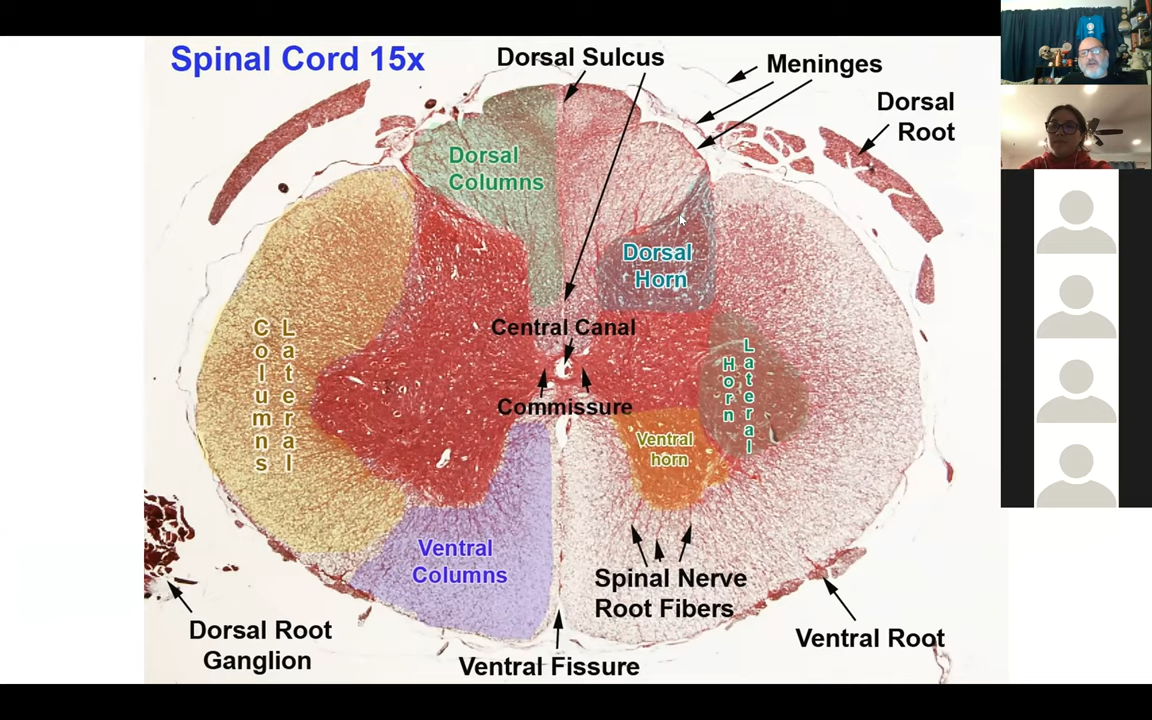 Spinal Cord 15x
Dorsal Sulcus
Meninges
Dorsal
Root
Dorsal
Columns
Dorsal
Horn
Central Canal
Lateral
Columns
Lateral
Horn
Commissure
Ventral
horn
Ventral
Columns
Spinal Nerve
Root Fibers
Dorsal Root
Ganglion
Ventral Fissure
Ventral Root